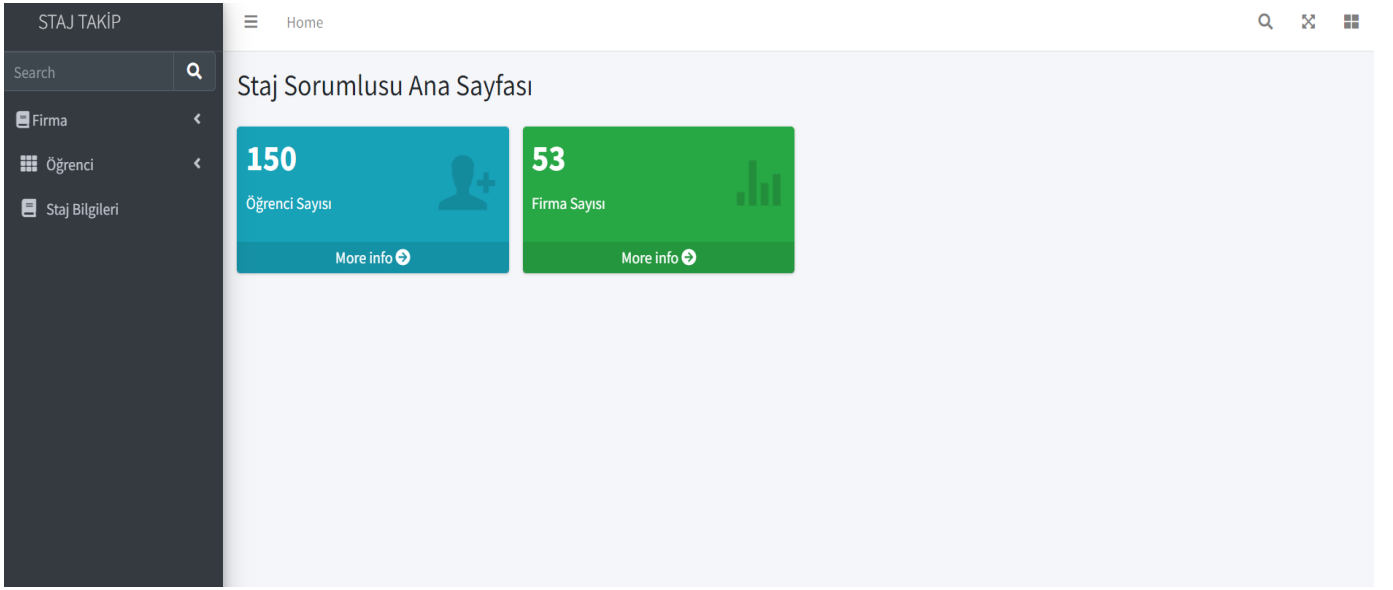 STAJ TAKİP
Home
Search
Firma
Öğrenci
Staj Bilgileri
Staj Sorumlusu Ana Sayfası
150
Öğrenci Sayısı
More info
53
Firma Sayısı
More info